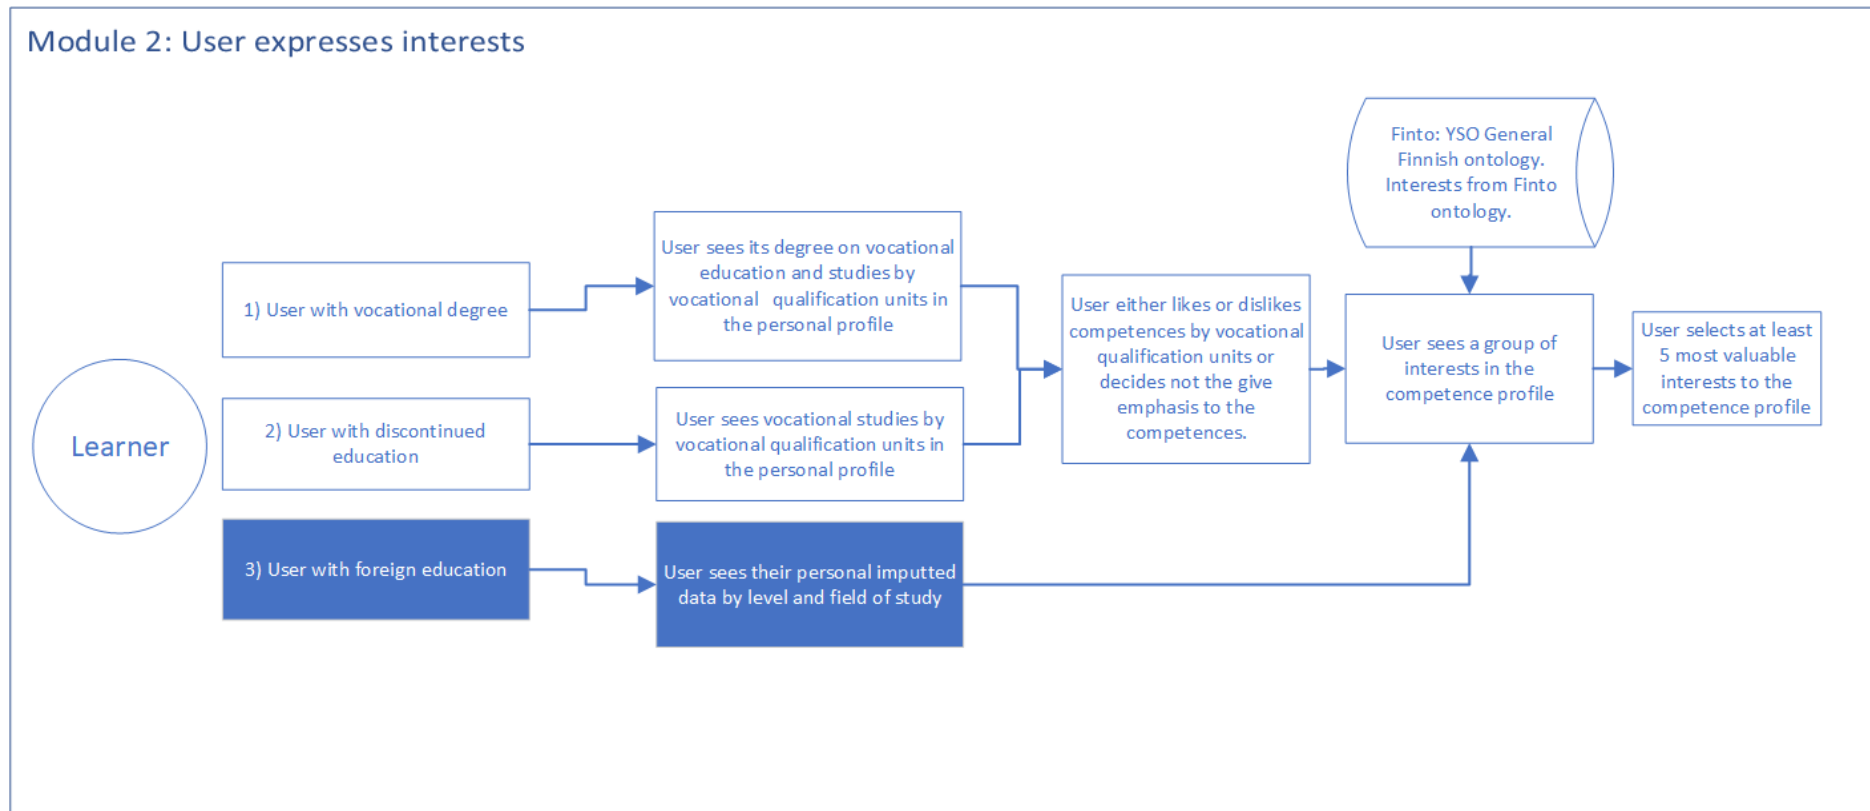 Module 2: User expresses interests
Finto: YSO General
Finnish ontology.
Interests from Finto
ontology.
Learner
1) User with vocational degree
User sees its degree on vocational
education and studies by
vocational qualification units in
the personal profile
2) User with discontinued
education
User sees vocational studies by
vocational qualification units in
the personal profile
3) User with foreign education
User sees their personal imputted
data by level and field of study
User either likes or dislikes
competences by vocational
qualification units or
decides not the give
emphasis to the
competences.
User sees a group of
interests in the
competence profile
User selects at least
5 most valuable
interests to the
competence profile